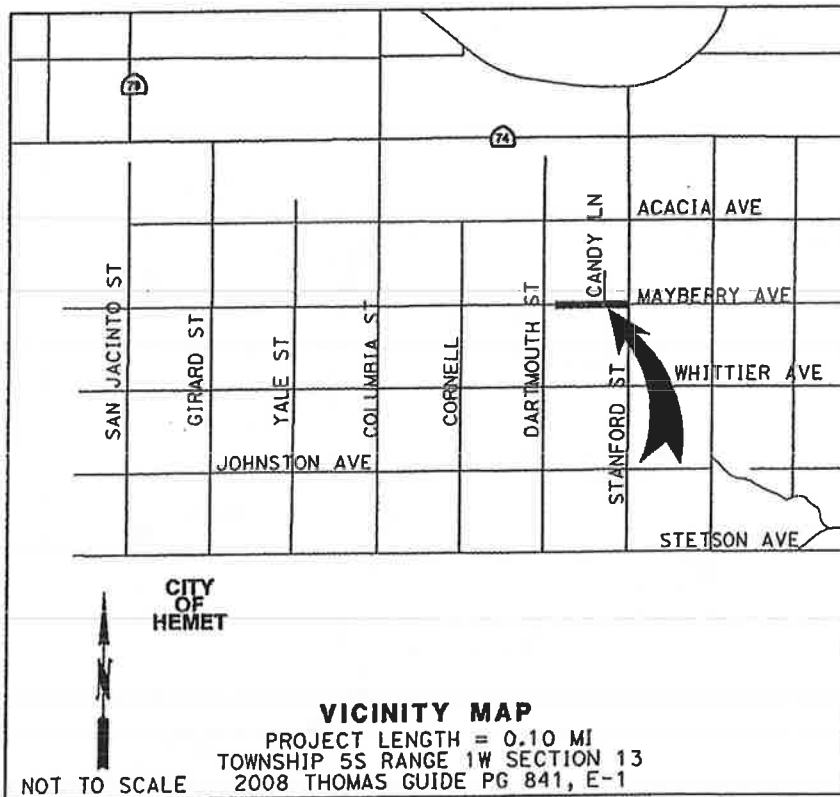 79
74
ACACIA AVE
CANDY LN
MAYBERRY AVE
SAN JACINTO ST
GIRARD ST
YALE ST
COLUMBIA ST
CORNELL
DARTMOUTH ST
STANFORD ST
WHITTIER AVE
JOHNSTON AVE
STETSON AVE
CITY
OF
HEMET
N
NOT TO SCALE
VICINITY MAP
PROJECT LENGTH = 0.10 MI
TOWNSHIP 5S RANGE 1W SECTION 13
2008 THOMAS GUIDE PG 841, E-1